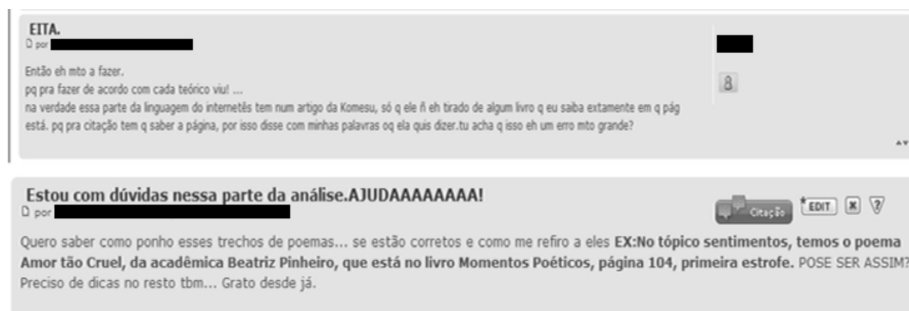 EITA.
por
Então eh mto a fazer.
pq pra fazer de acordo com cada teórico viu! ...
na verdade essa parte da linguagem do internetês tem num artigo da Komesu, só q ele ñ eh tirado de algum livro q eu saiba extamente em q pág
está. pq pra citação tem q saber a página, por isso disse com minhas palavras oq ela quis dizer.tu acha q isso eh um erro mto grande?
Estou com dúvidas nessa parte da análise.AJUDAAAAAAAA!
por
Citação
EDIT
Quero saber como ponho esses trechos de poemas... se estão corretos e como me refiro a eles EX:No tópico sentimentos, temos o poema
Amor tão Cruel, da acadêmica Beatriz Pinheiro, que está no livro Momentos Poéticos, página 104, primeira estrofe. POSE SER ASSIM?
Preciso de dicas no resto tbm... Grato desde já.